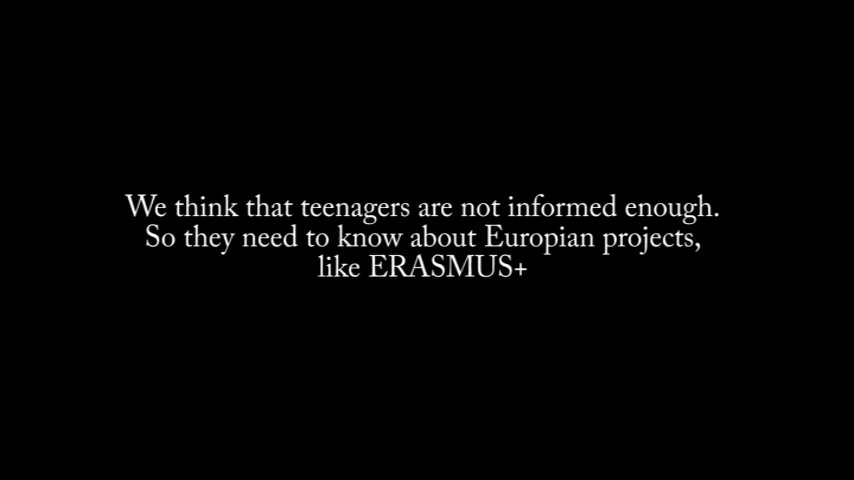 We think that teenagers are not informed enough.
So they need to know about Europian projects,
like ERASMUS+